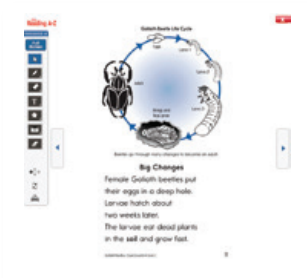 Reading A-Z
Goliath Beetle Life Cycle
egg
Larva 1
Larva 2
Larva 3
adult
Beetles go through many changes to become an adult.
Big Changes
Female Goliath beetles put
their eggs in a deep hole.
Larvae hatch about
two weeks later.
The larvae eat dead plants
in the soil and grow fast.